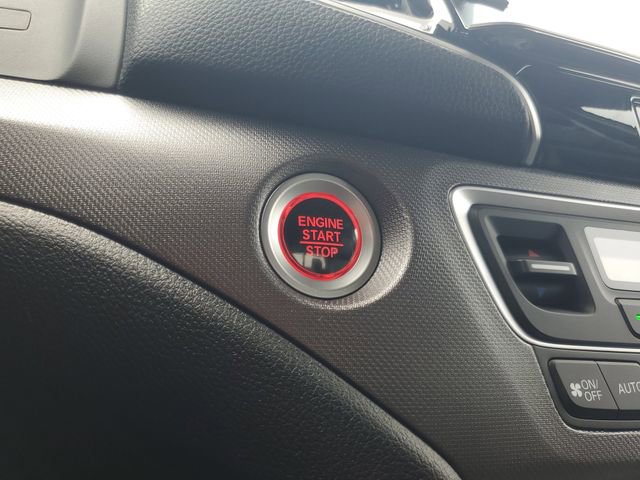 ENGINE
START
STOP
ON/
OFF
AUTO